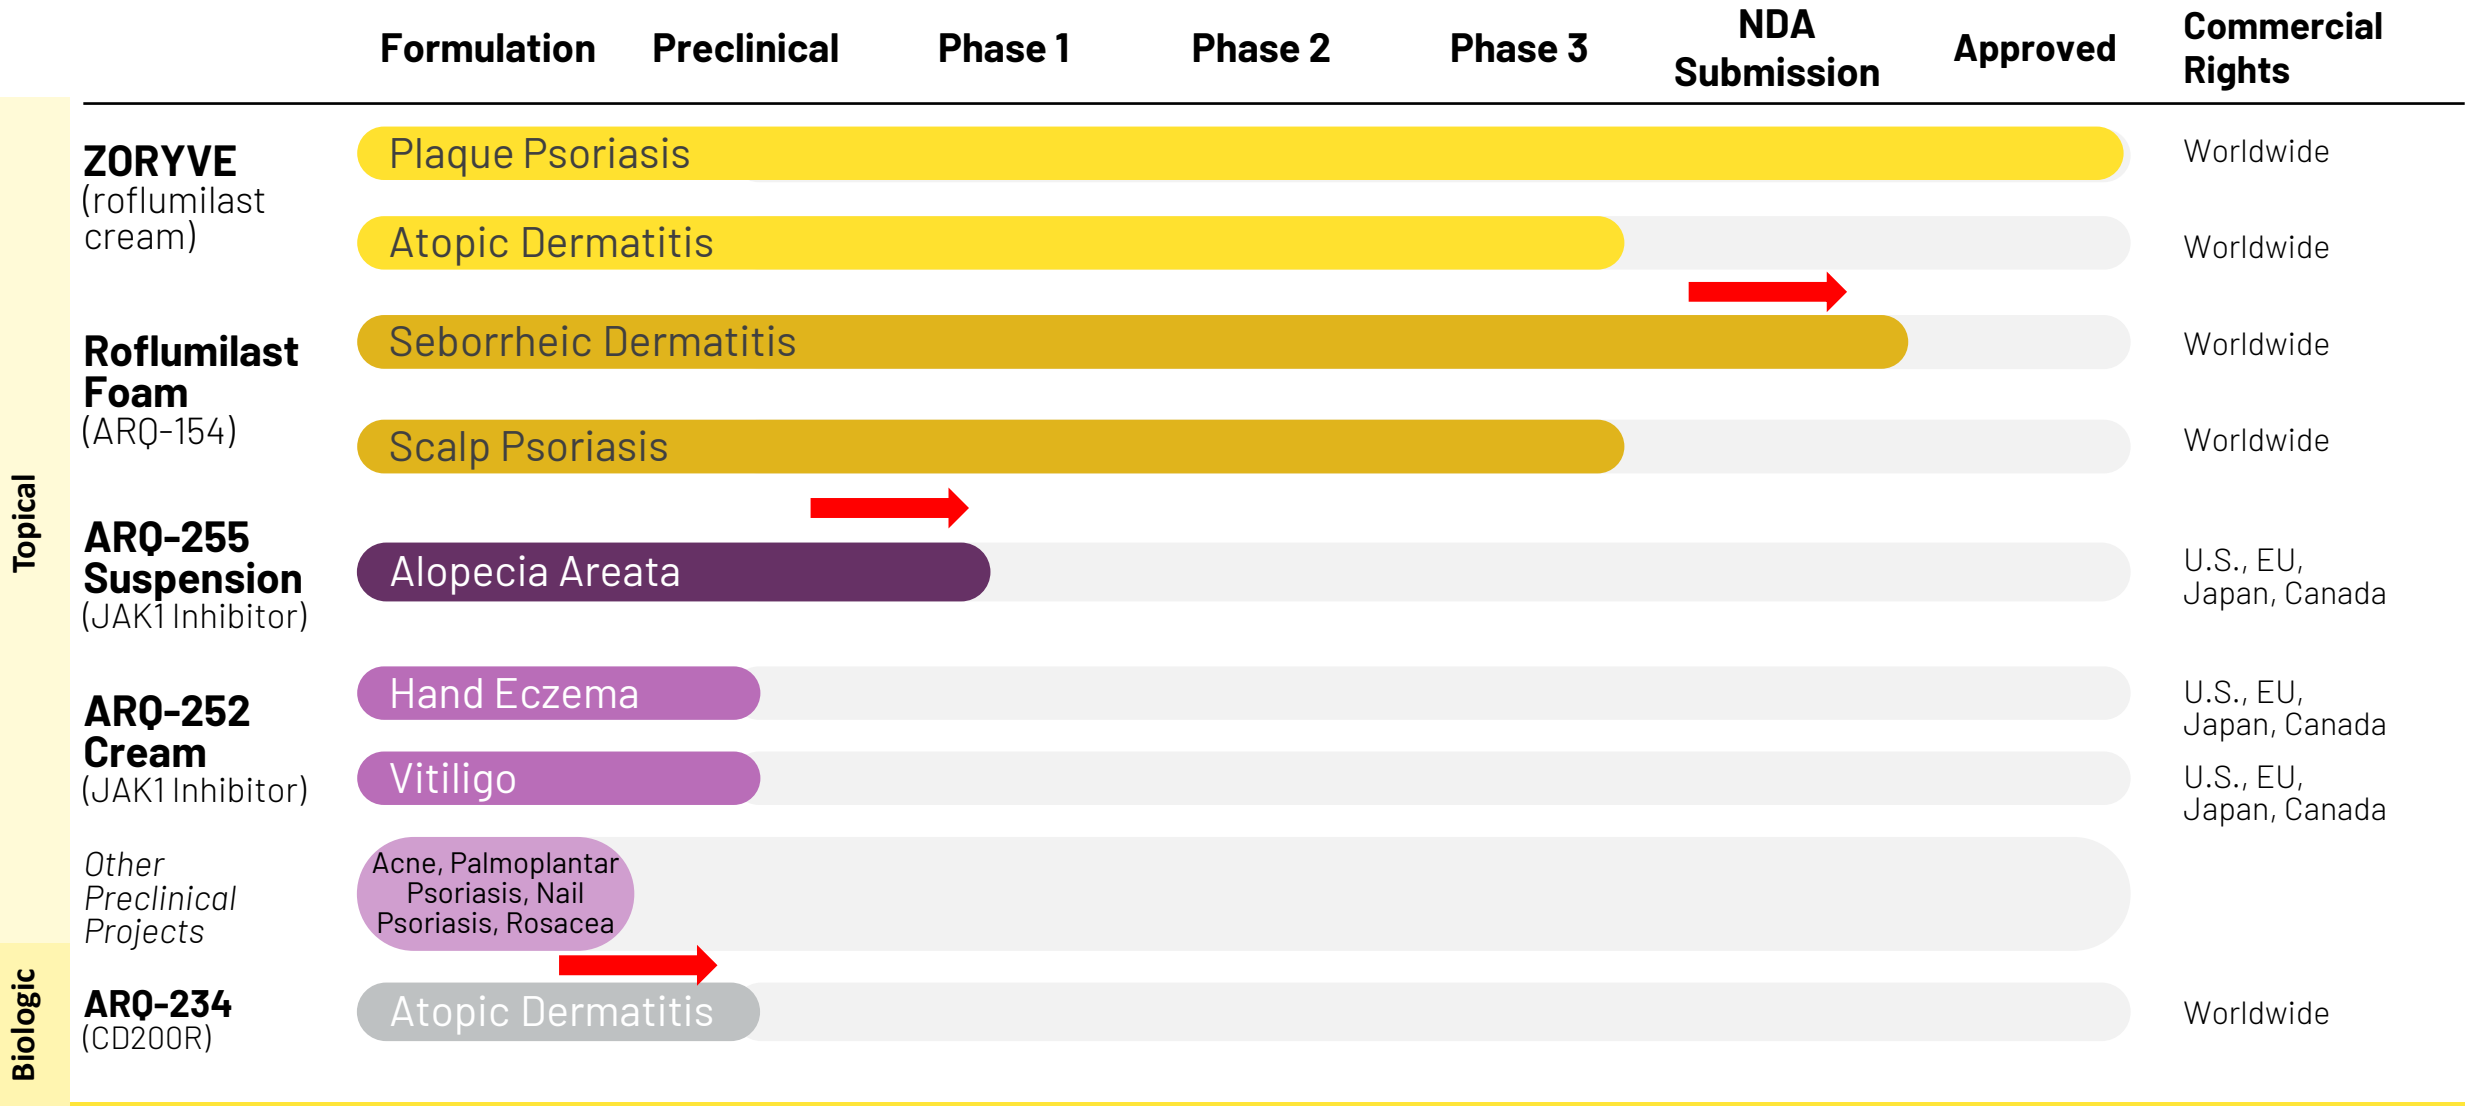 Formulation
Preclinical
Phase 1
Phase 2
Phase 3
NDA
Submission
Approved
Commercial
Rights
Topical
ZORYVE
(roflumilast
cream)
Plaque Psoriasis
Worldwide
Atopic Dermatitis
Worldwide
Roflumilast
Foam
(ARQ-154)
Seborrheic Dermatitis
Worldwide
Scalp Psoriasis
Worldwide
ARQ-255
Suspension
(JAK1 Inhibitor)
Alopecia Areata
U.S., EU,
Japan, Canada
ARQ-252
Cream
(JAK1 Inhibitor)
Hand Eczema
U.S., EU,
Japan, Canada
Vitiligo
U.S., EU,
Japan, Canada
Other
Preclinical
Projects
Acne, Palmoplantar
Psoriasis, Nail
Psoriasis, Rosacea
Biologic
ARQ-234
(CD200R)
Atopic Dermatitis
Worldwide